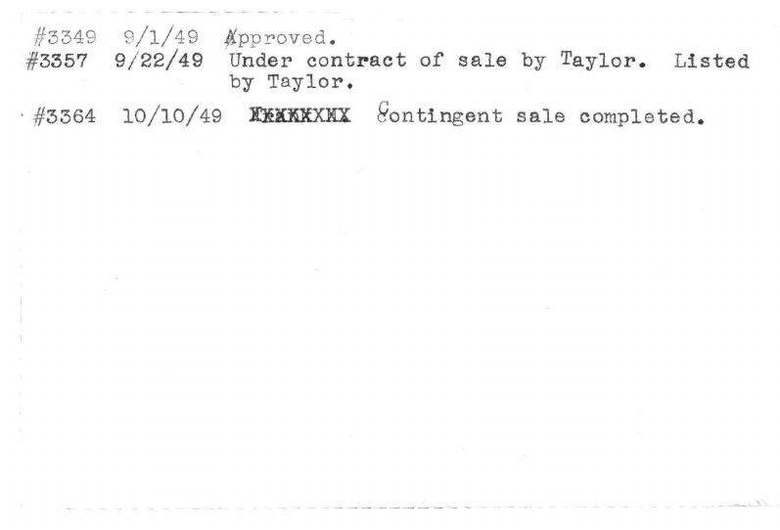 #3349 9/1/49 Approved.
#3357 9/22/49 Under contract of sale by Taylor. Listed
by Taylor.
#3364 10/10/49 Contingent sale completed.